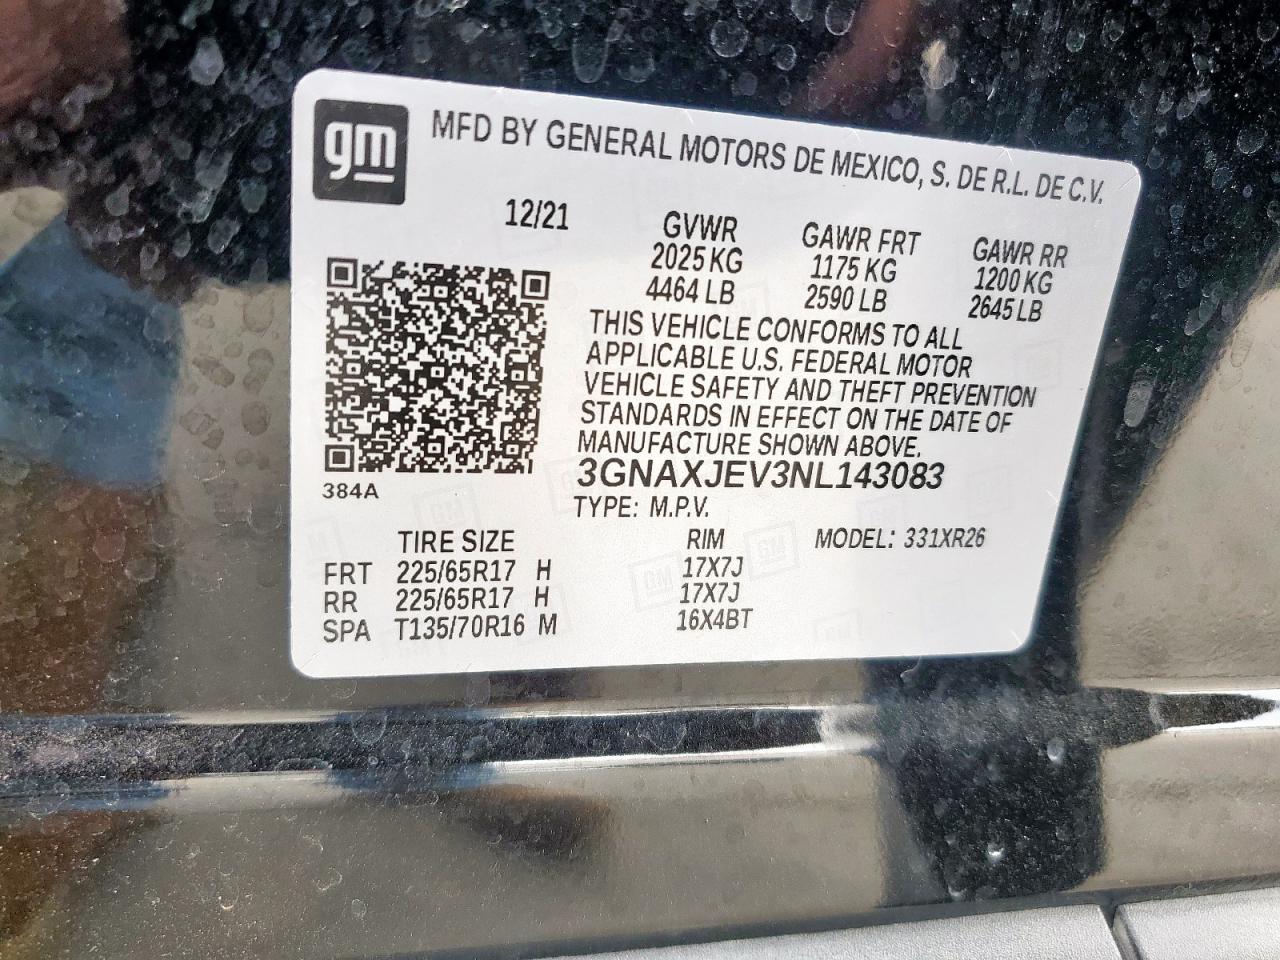 gm
MFD BY GENERAL MOTORS DE MEXICO, S. DE R.L. DE C.V.
12/21 GVWR GAWR FRT GAWR RR
2025 KG 1175 KG 1200 KG
4464 LB 2590 LB 2645 LB
THIS VEHICLE CONFORMS TO ALL
APPLICABLE U.S. FEDERAL MOTOR
VEHICLE SAFETY AND THEFT PREVENTION
STANDARDS IN EFFECT ON THE DATE OF
MANUFACTURE SHOWN ABOVE.
3GNAXJEV3NL143083
384A
TYPE: M.P.V.
TIRE SIZE RIM MODEL: 331XR26
FRT 225/65R17 H 17X7J
RR 225/65R17 H 17X7J
SPA T135/70R16 M 16X4BT